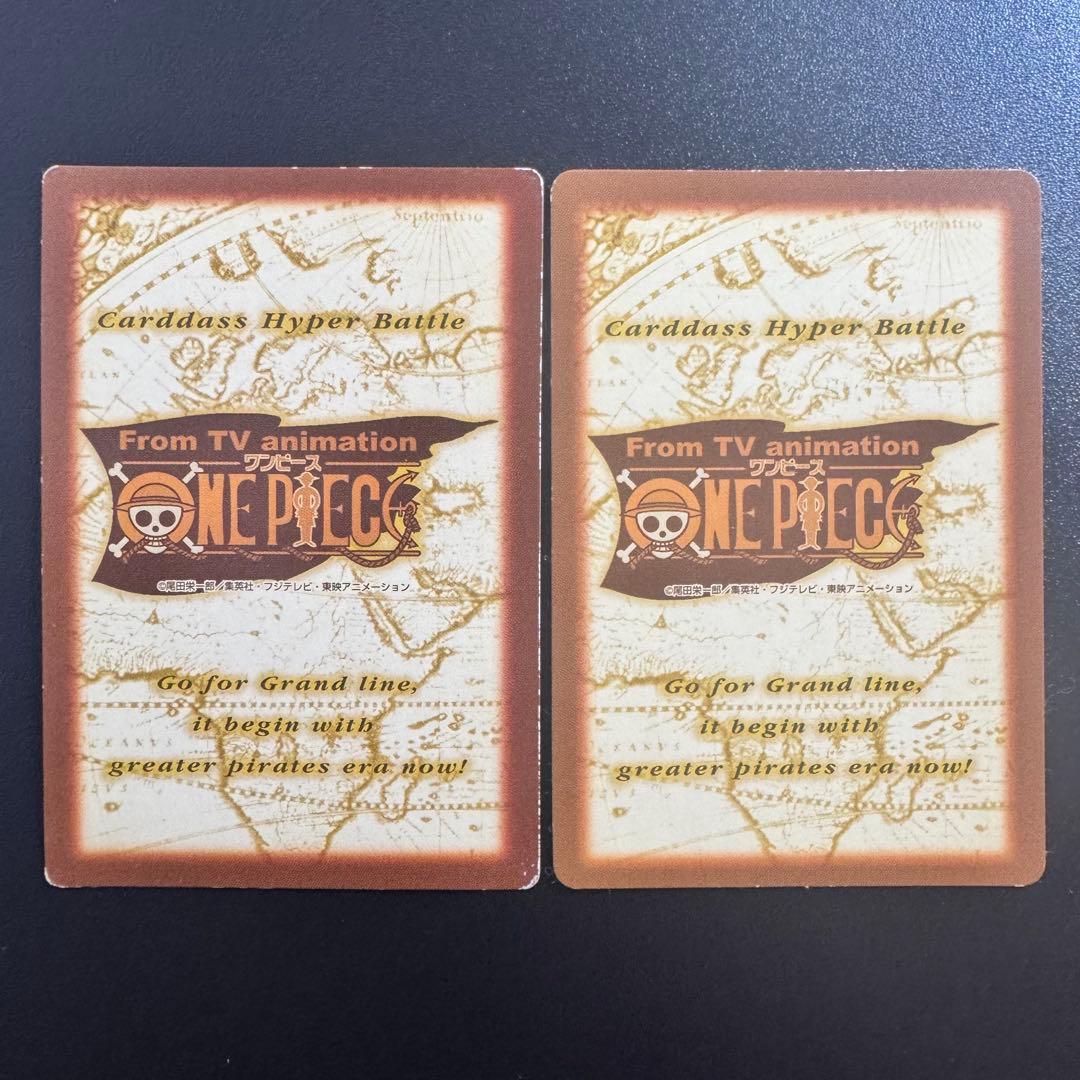 Septentrio
Carddass Hyper Battle
From TV animation
ワンピース
ONE PIECE
©尾田栄一郎／集英社・フジテレビ・東映アニメーション
Go for Grand line,
it begin with
greater pirates era now!
Septentrio
Carddass Hyper Battle
From TV animation
ワンピース
ONE PIECE
©尾田栄一郎／集英社・フジテレビ・東映アニメーション
Go for Grand line,
it begin with
greater pirates era now!